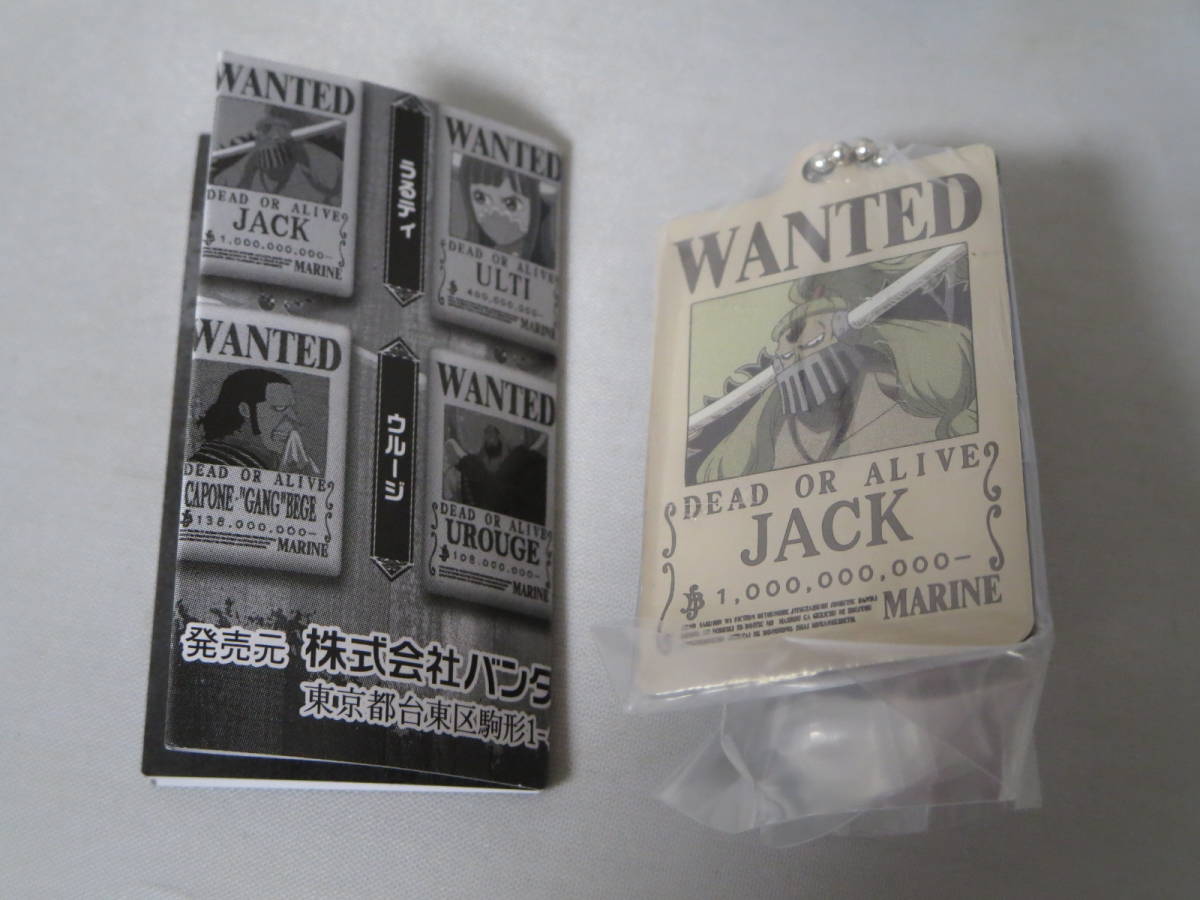 WANTED
DEAD OR ALIVE
JACK
1,000,000,000-
MARINE
うるティ
WANTED
DEAD OR ALIVE
ULTI
400,000,000-
MARINE
WANTED
DEAD OR ALIVE
CAPONE "GANG" BEGE
138,000,000-
MARINE
ウルージ
WANTED
DEAD OR ALIVE
UROUGE
108,000,000-
MARINE
発売元 株式会社バンダ
東京都台東区駒形1-
WANTED
DEAD OR ALIVE
JACK
1,000,000,000-
MARINE